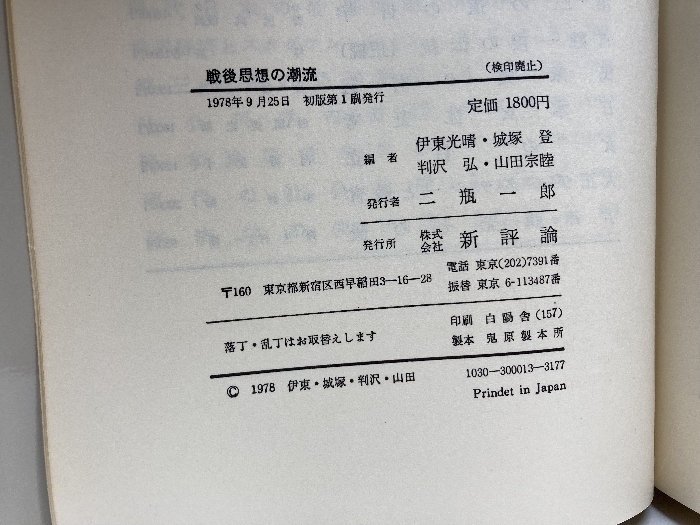 戦後思想の潮流 (検印廃止)
1978年9月25日 初版第1刷発行 定価 1800円
編者 伊東光晴・城塚 登
判沢 弘・山田宗睦
発行者 二瓶一郎
発行所 株式会社 新評論
〒160 東京都新宿区西早稲田3—16—28
電話 東京(202)7391番
振替 東京 6-113487番
落丁・乱丁はお取替えします
印刷 白陽舎(157)
製本 鬼原製本所
© 1978 伊東・城塚・判沢・山田
1030—300013—3177
Prindet in Japan